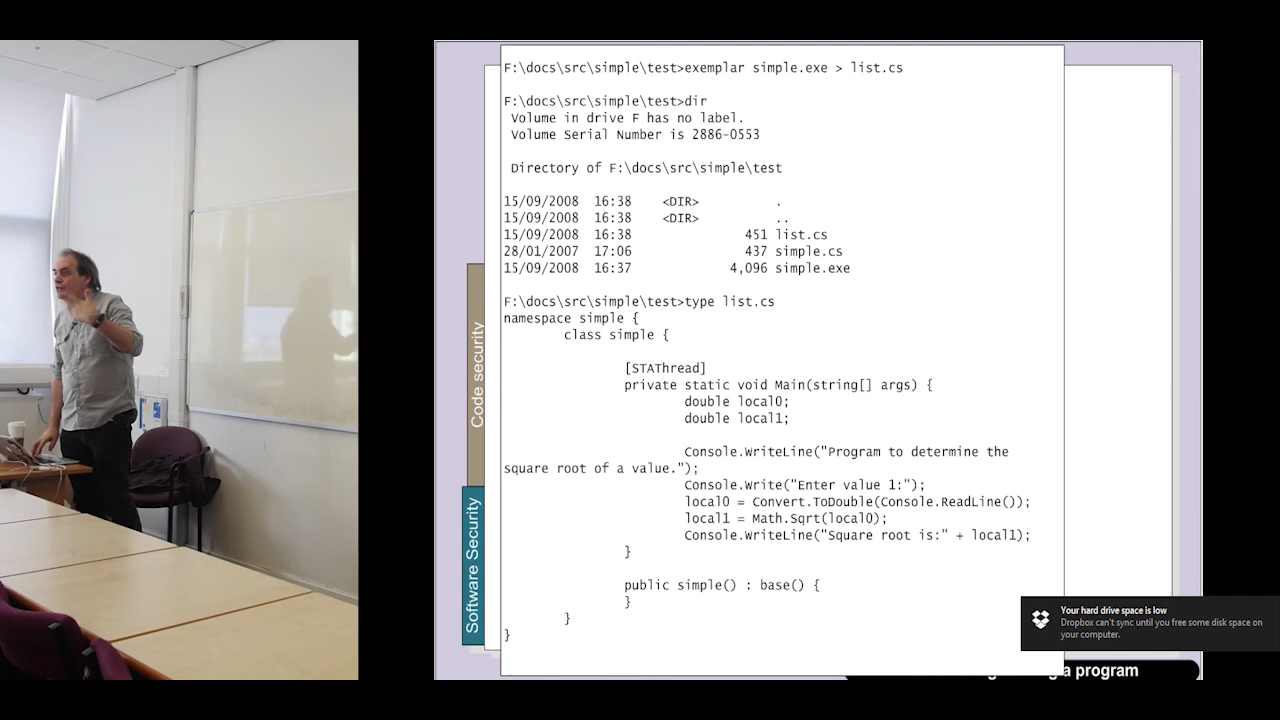 F:\docs\src\simple\test>exemplar simple.exe > list.cs
F:\docs\src\simple\test>dir
Volume in drive F has no label.
Volume Serial Number is 2886-0553
Directory of F:\docs\src\simple\test
15/09/2008 16:38 <DIR> .
15/09/2008 16:38 <DIR> ..
15/09/2008 16:38 451 list.cs
28/01/2007 17:06 437 simple.cs
15/09/2008 16:37 4,096 simple.exe
F:\docs\src\simple\test>type list.cs
namespace simple {
class simple {
[STAThread]
private static void Main(string[] args) {
double local0;
double local1;
Console.WriteLine("Program to determine the
square root of a value.");
Console.Write("Enter value 1:");
local0 = Convert.ToDouble(Console.ReadLine());
local1 = Math.Sqrt(local0);
Console.WriteLine("Square root is:" + local1);
}
public simple() : base() {
}
}
}
Code security
Software Security
Your hard drive space is low
Dropbox can't sync until you free some disk space on
your computer.
a program